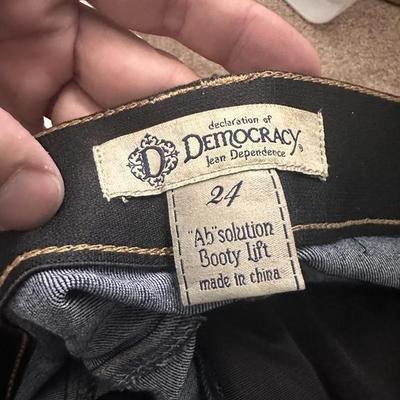 declaration of
D DEMOCRACY®
Jean Dependence
24
"Ab"solution
Booty Lift
made in china